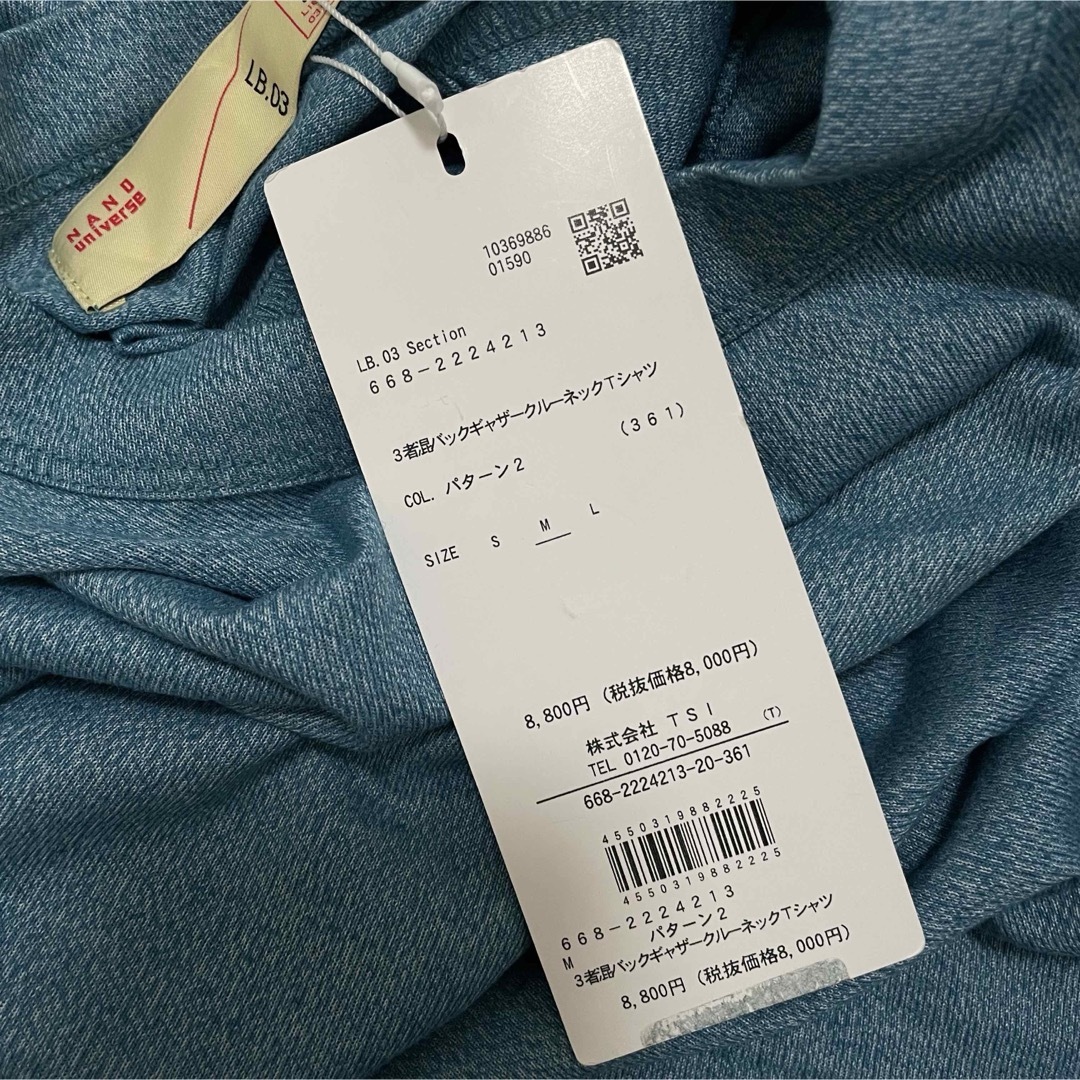 LB.03
NANO
universe
10369886
01590
LB.03 Section
668-2224213
3者混バックギャザークルーネックTシャツ
(361)
COL. パターン2
SIZE S M L
8,800円 (税抜価格8,000円)
株式会社 TSI
TEL 0120-70-5088 (T)
668-2224213-20-361
4550319882225
4550319882225
668-2224213
M パターン2
3者混バックギャザークルーネックTシャツ
8,800円 (税抜価格8,000円)